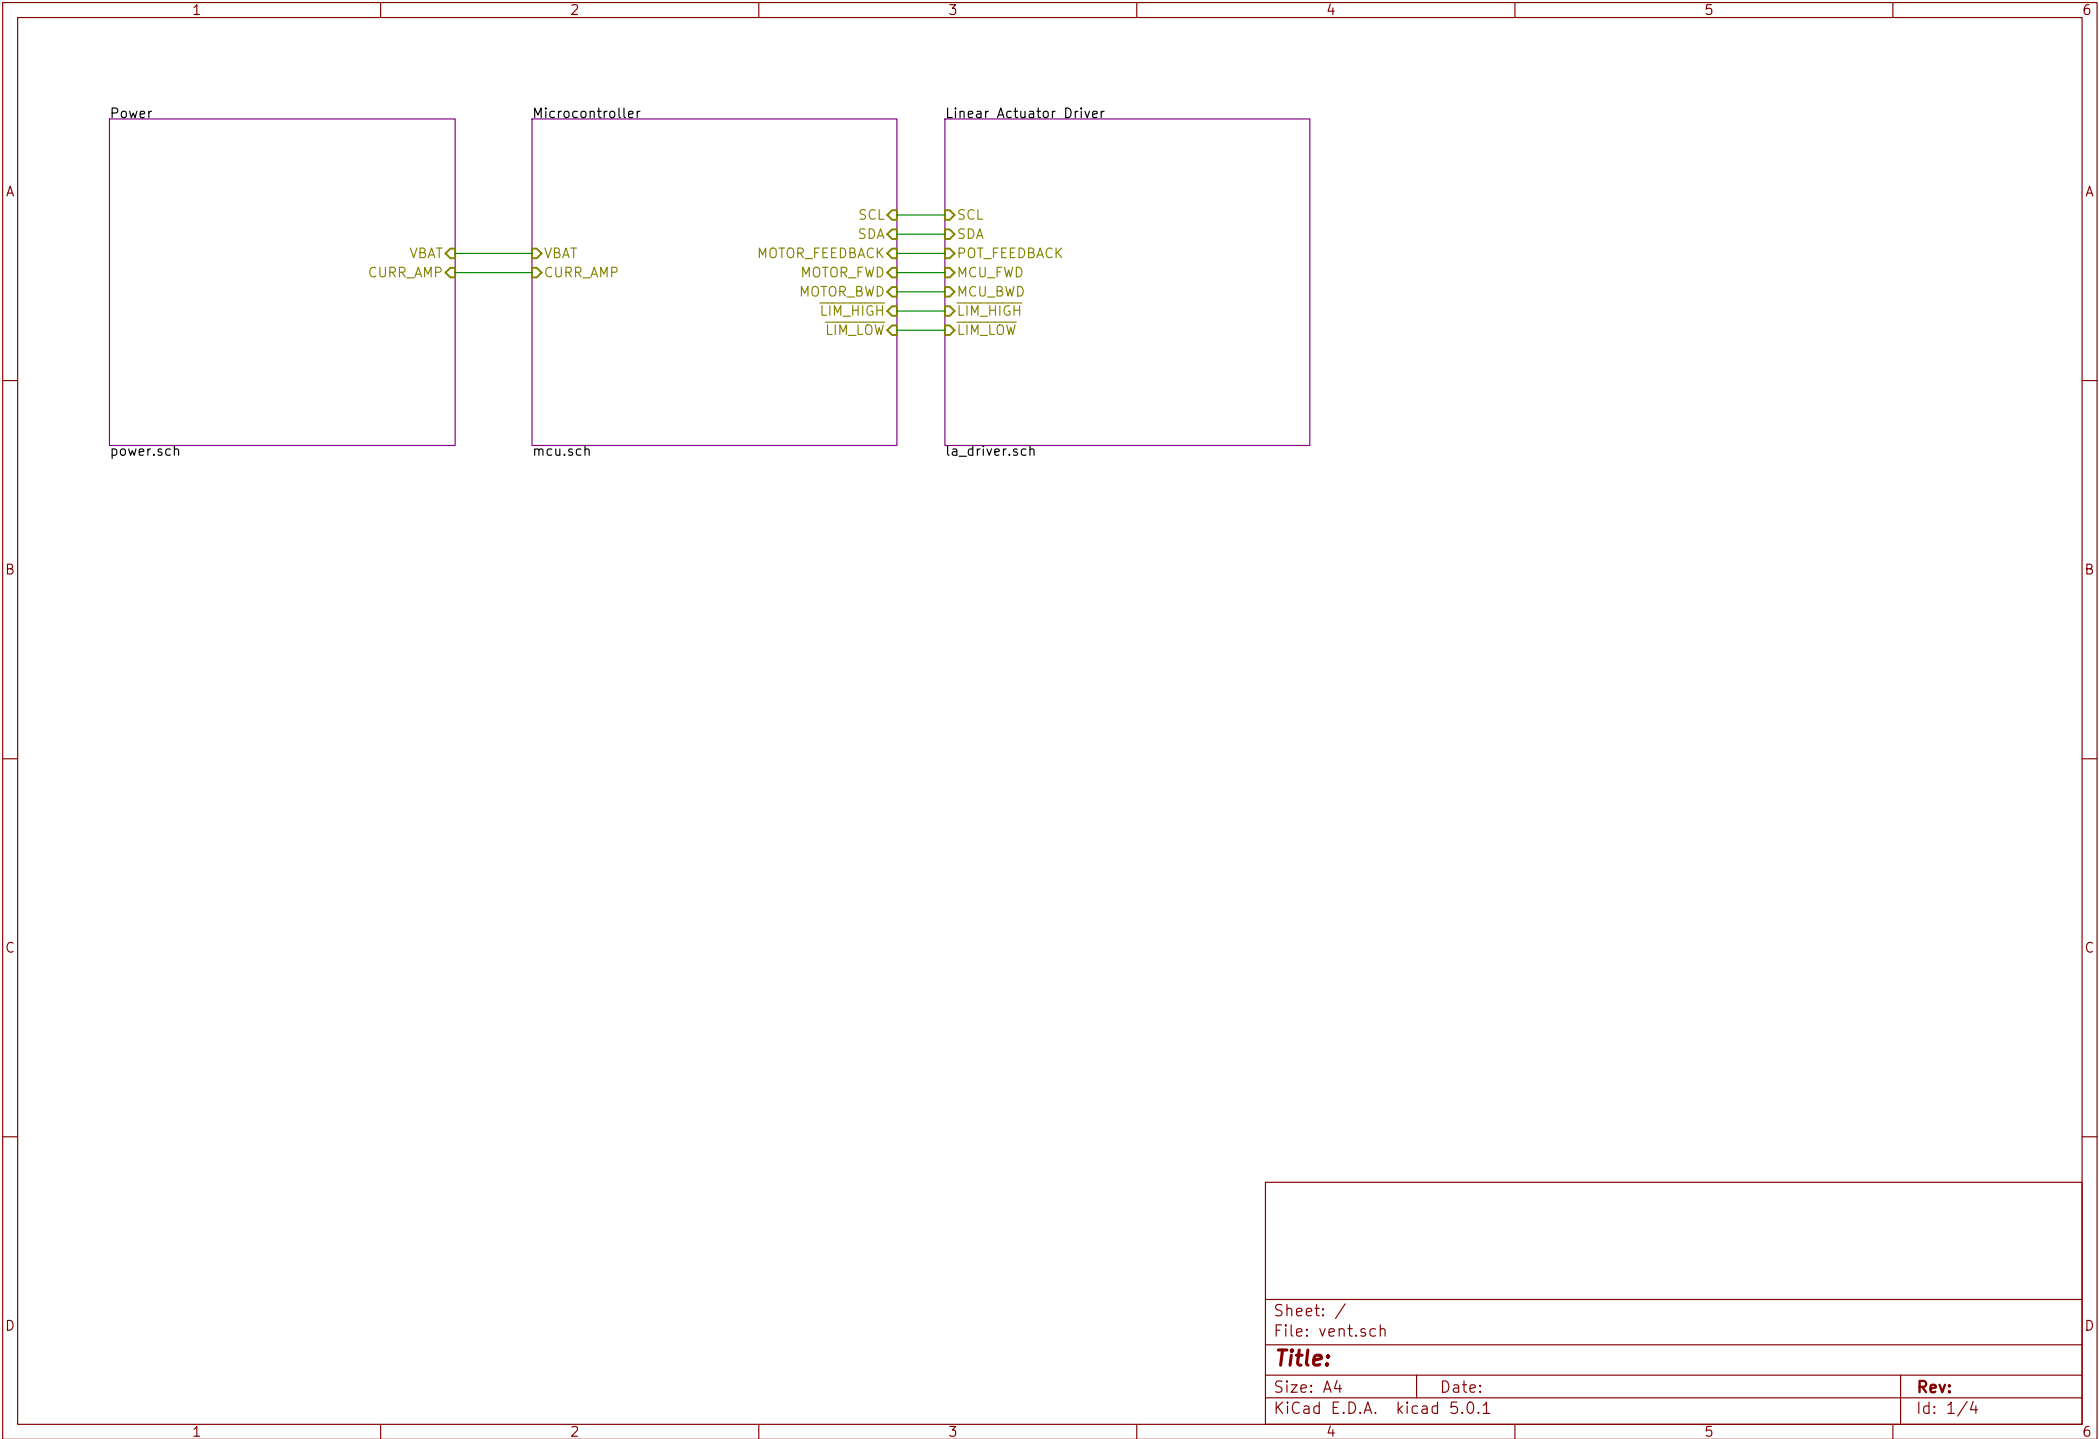 1 2 3 4 5 6
Power Microcontroller Linear Actuator Driver
A A
SCL SCL
SDA SDA
VBAT VBAT MOTOR_FEEDBACK POT_FEEDBACK
CURR_AMP CURR_AMP MOTOR_FWD MCU_FWD
MOTOR_BWD MCU_BWD
LIM_HIGH LIM_HIGH
LIM_LOW LIM_LOW
power.sch mcu.sch la_driver.sch
B B
C C
Sheet: /
D D
File: vent.sch
Title:
Size: A4 Date: Rev:
KiCad E.D.A. kicad 5.0.1 Id: 1/4
1 2 3 4 5 6